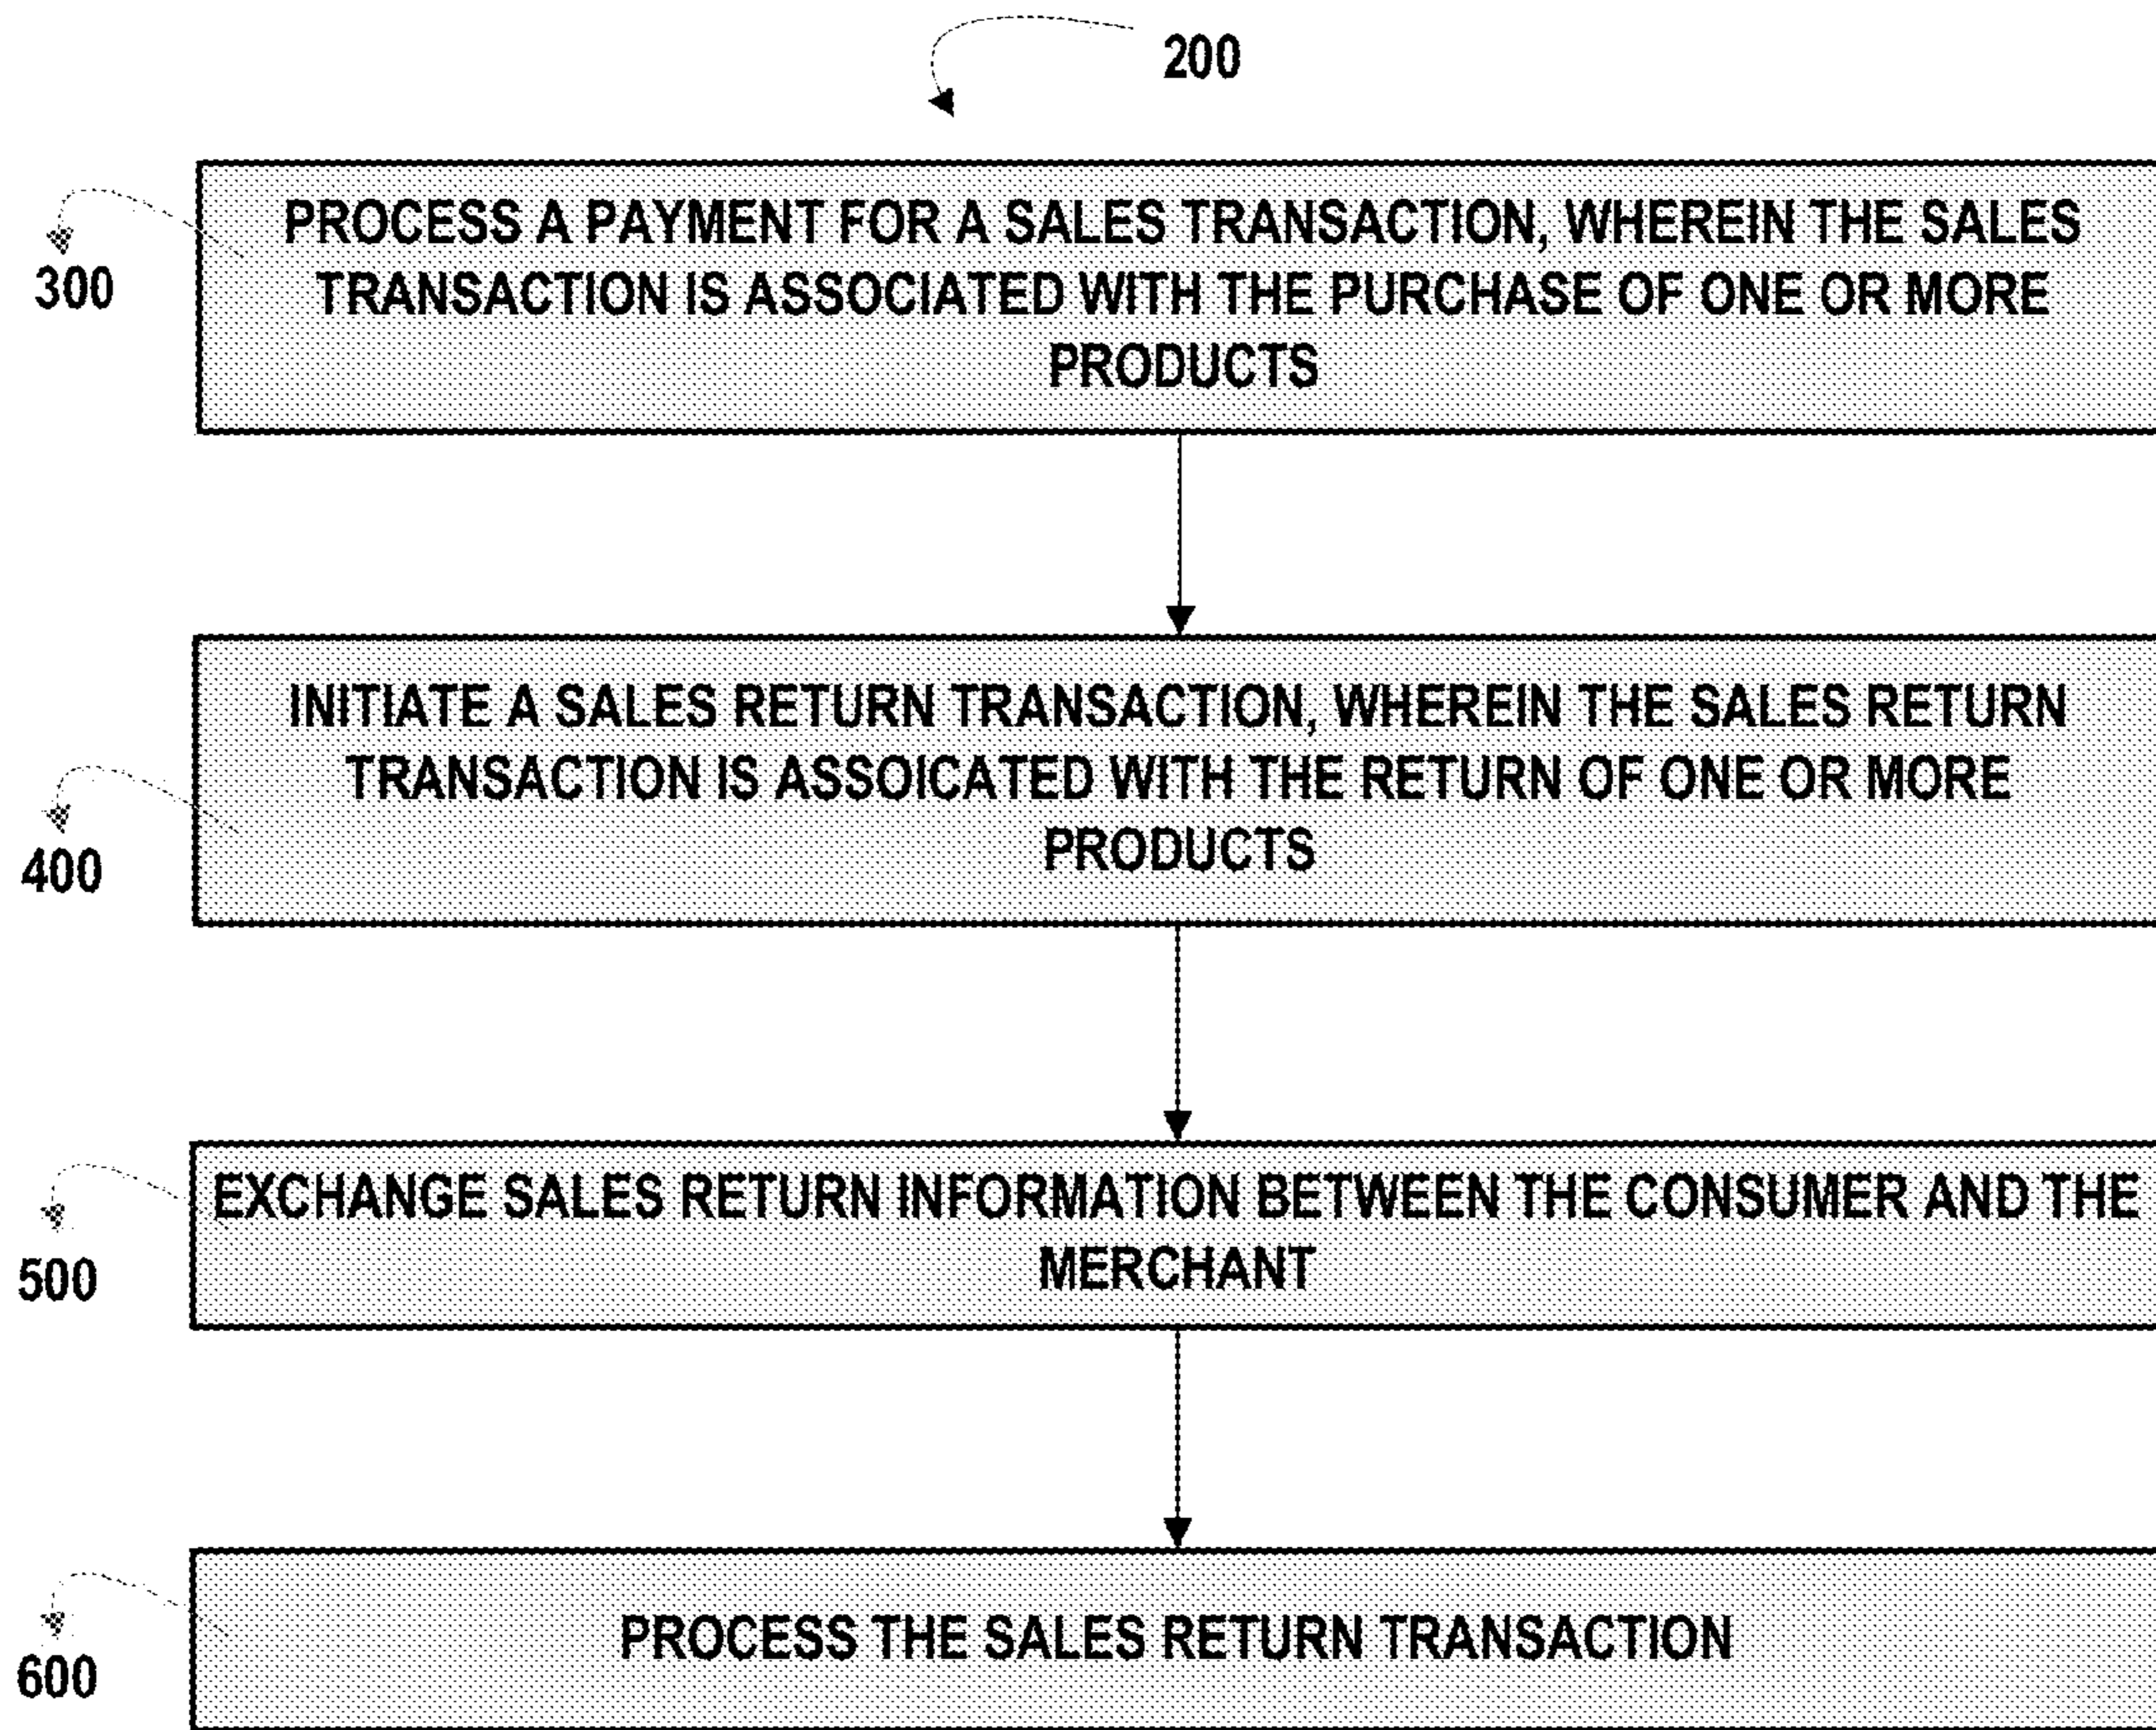 200
300
PROCESS A PAYMENT FOR A SALES TRANSACTION, WHEREIN THE SALES
TRANSACTION IS ASSOCIATED WITH THE PURCHASE OF ONE OR MORE
PRODUCTS
400
INITIATE A SALES RETURN TRANSACTION, WHEREIN THE SALES RETURN
TRANSACTION IS ASSOICATED WITH THE RETURN OF ONE OR MORE
PRODUCTS
500
EXCHANGE SALES RETURN INFORMATION BETWEEN THE CONSUMER AND THE
MERCHANT
600
PROCESS THE SALES RETURN TRANSACTION